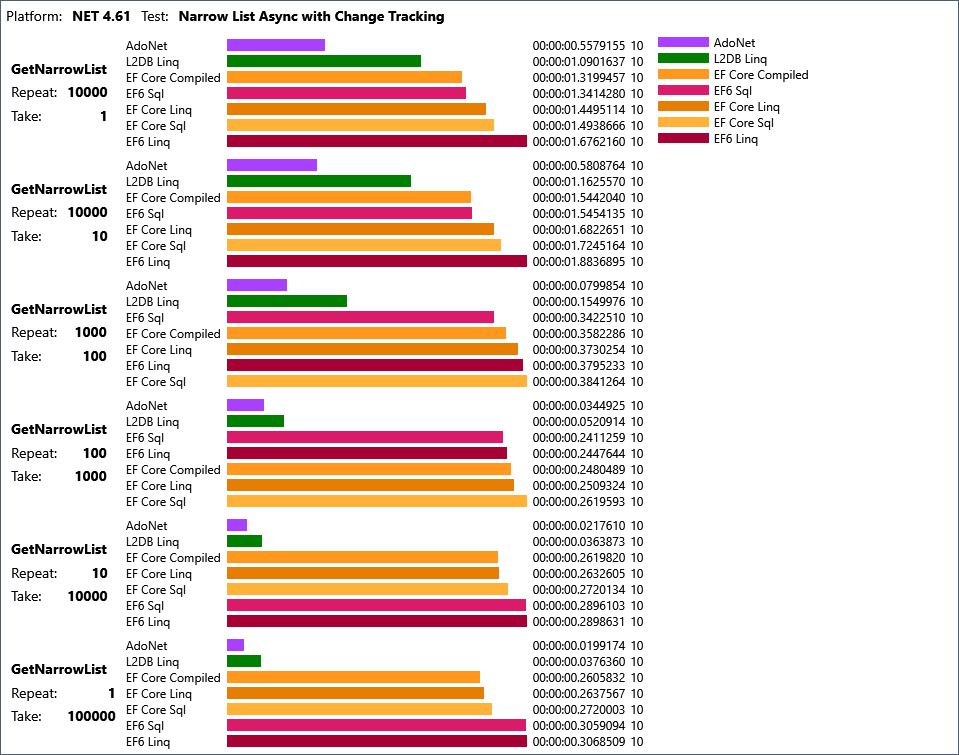 Platform: NET 4.61 Test: Narrow List Async with Change Tracking
AdoNet
L2DB Linq
EF Core Compiled
EF6 Sql
EF Core Linq
EF Core Sql
EF6 Linq
GetNarrowList
Repeat: 10000
Take: 1
AdoNet 00:00:00.5579155 10
L2DB Linq 00:00:01.0901637 10
EF Core Compiled 00:00:01.3199457 10
EF6 Sql 00:00:01.3414280 10
EF Core Linq 00:00:01.4495114 10
EF Core Sql 00:00:01.4938666 10
EF6 Linq 00:00:01.6762160 10
GetNarrowList
Repeat: 10000
Take: 10
AdoNet 00:00:00.5808764 10
L2DB Linq 00:00:01.1625570 10
EF Core Compiled 00:00:01.5442040 10
EF6 Sql 00:00:01.5454135 10
EF Core Linq 00:00:01.6822651 10
EF Core Sql 00:00:01.7245164 10
EF6 Linq 00:00:01.8836895 10
GetNarrowList
Repeat: 1000
Take: 100
AdoNet 00:00:00.0799854 10
L2DB Linq 00:00:00.1549976 10
EF6 Sql 00:00:00.3422510 10
EF Core Compiled 00:00:00.3582286 10
EF Core Linq 00:00:00.3730254 10
EF6 Linq 00:00:00.3795233 10
EF Core Sql 00:00:00.3841264 10
GetNarrowList
Repeat: 100
Take: 1000
AdoNet 00:00:00.0344925 10
L2DB Linq 00:00:00.0520914 10
EF6 Sql 00:00:00.2411259 10
EF6 Linq 00:00:00.2447644 10
EF Core Compiled 00:00:00.2480489 10
EF Core Linq 00:00:00.2509324 10
EF Core Sql 00:00:00.2619593 10
GetNarrowList
Repeat: 10
Take: 10000
AdoNet 00:00:00.0217610 10
L2DB Linq 00:00:00.0363873 10
EF Core Compiled 00:00:00.2619820 10
EF Core Linq 00:00:00.2632605 10
EF Core Sql 00:00:00.2720134 10
EF6 Sql 00:00:00.2896103 10
EF6 Linq 00:00:00.2898631 10
GetNarrowList
Repeat: 1
Take: 100000
AdoNet 00:00:00.0199174 10
L2DB Linq 00:00:00.0376360 10
EF Core Compiled 00:00:00.2605832 10
EF Core Linq 00:00:00.2637567 10
EF Core Sql 00:00:00.2720003 10
EF6 Sql 00:00:00.3059094 10
EF6 Linq 00:00:00.3068509 10